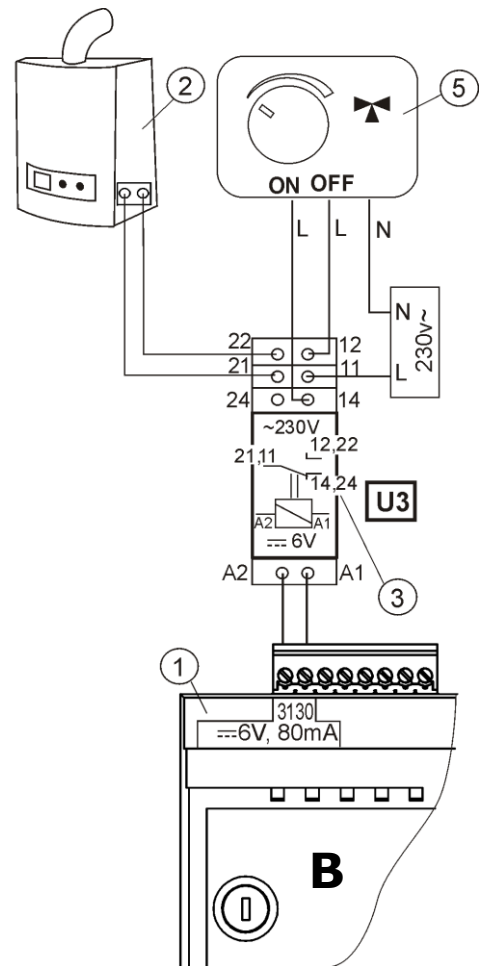 2
5
ON OFF
L L N
N
L
230v~
22 12
21 11
24 14
~230V
12,22
21,11
14,24
U3
A2 A1
⎓ 6V
A2 A1
3
1
3130
⎓6V, 80mA
B